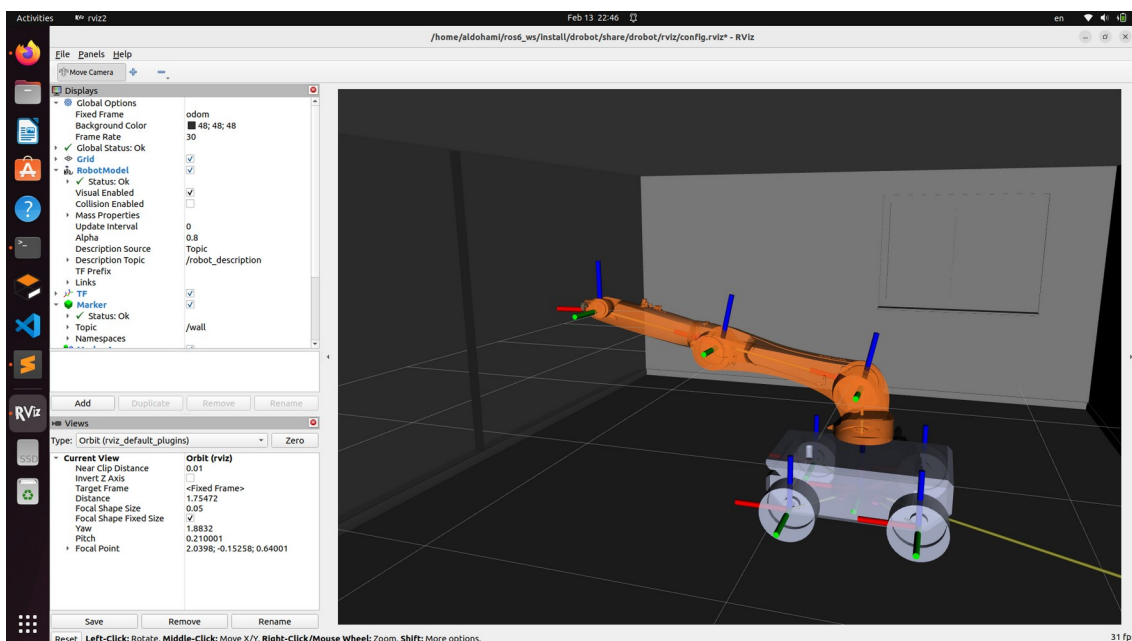 Activities rviz2 Feb 13 22:46 en
/home/aldohami/ros6_ws/install/drobot/share/drobot/rviz/config.rviz* - RViz
File Panels Help
Move Camera
Displays
Global Options
Fixed Frame odom
Background Color 48; 48; 48
Frame Rate 30
Global Status: Ok
Grid
RobotModel
Status: Ok
Visual Enabled
Collision Enabled
Mass Properties
Update Interval 0
Alpha 0.8
Description Source Topic
Description Topic /robot_description
TF Prefix
Links
TF
Marker
Status: Ok
Topic /wall
Namespaces
Add Duplicate Remove Rename
RViz
Views
Type: Orbit (rviz_default_plugins) Zero
SSD
Current View Orbit (rviz)
Near Clip Distance 0.01
Invert Z Axis
Target Frame <Fixed Frame>
Distance 1.75472
Focal Shape Size 0.05
Focal Shape Fixed Size
Yaw 1.8832
Pitch 0.210001
Focal Point 2.0398; -0.15258; 0.64001
Save Remove Rename
Reset Left-Click: Rotate. Middle-Click: Move X/Y. Right-Click/Mouse Wheel: Zoom. Shift: More options. 31 fp